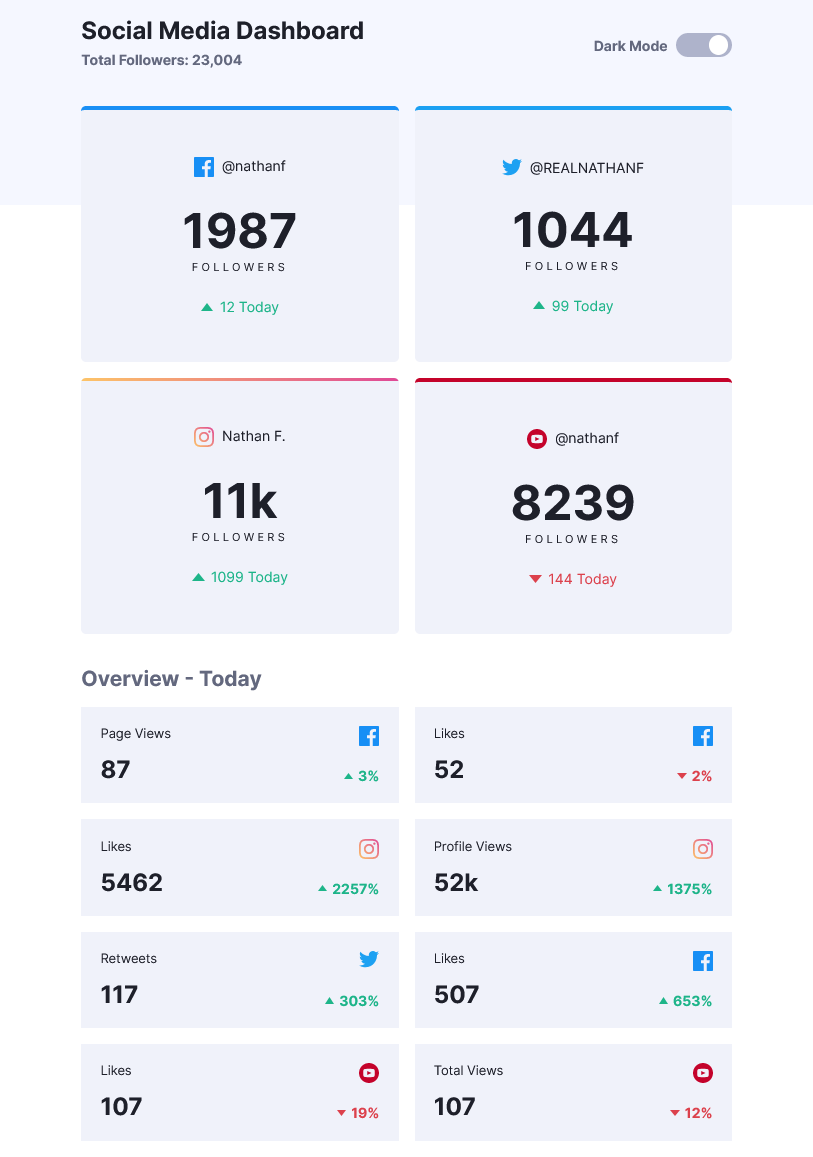 Social Media Dashboard
Total Followers: 23,004
Dark Mode
@nathanf
1987
FOLLOWERS
12 Today
@REALNATHANF
1044
FOLLOWERS
99 Today
Nathan F.
11k
FOLLOWERS
1099 Today
@nathanf
8239
FOLLOWERS
144 Today
Overview - Today
Page Views
87
3%
Likes
52
2%
Likes
5462
2257%
Profile Views
52k
1375%
Retweets
117
303%
Likes
507
653%
Likes
107
19%
Total Views
107
12%